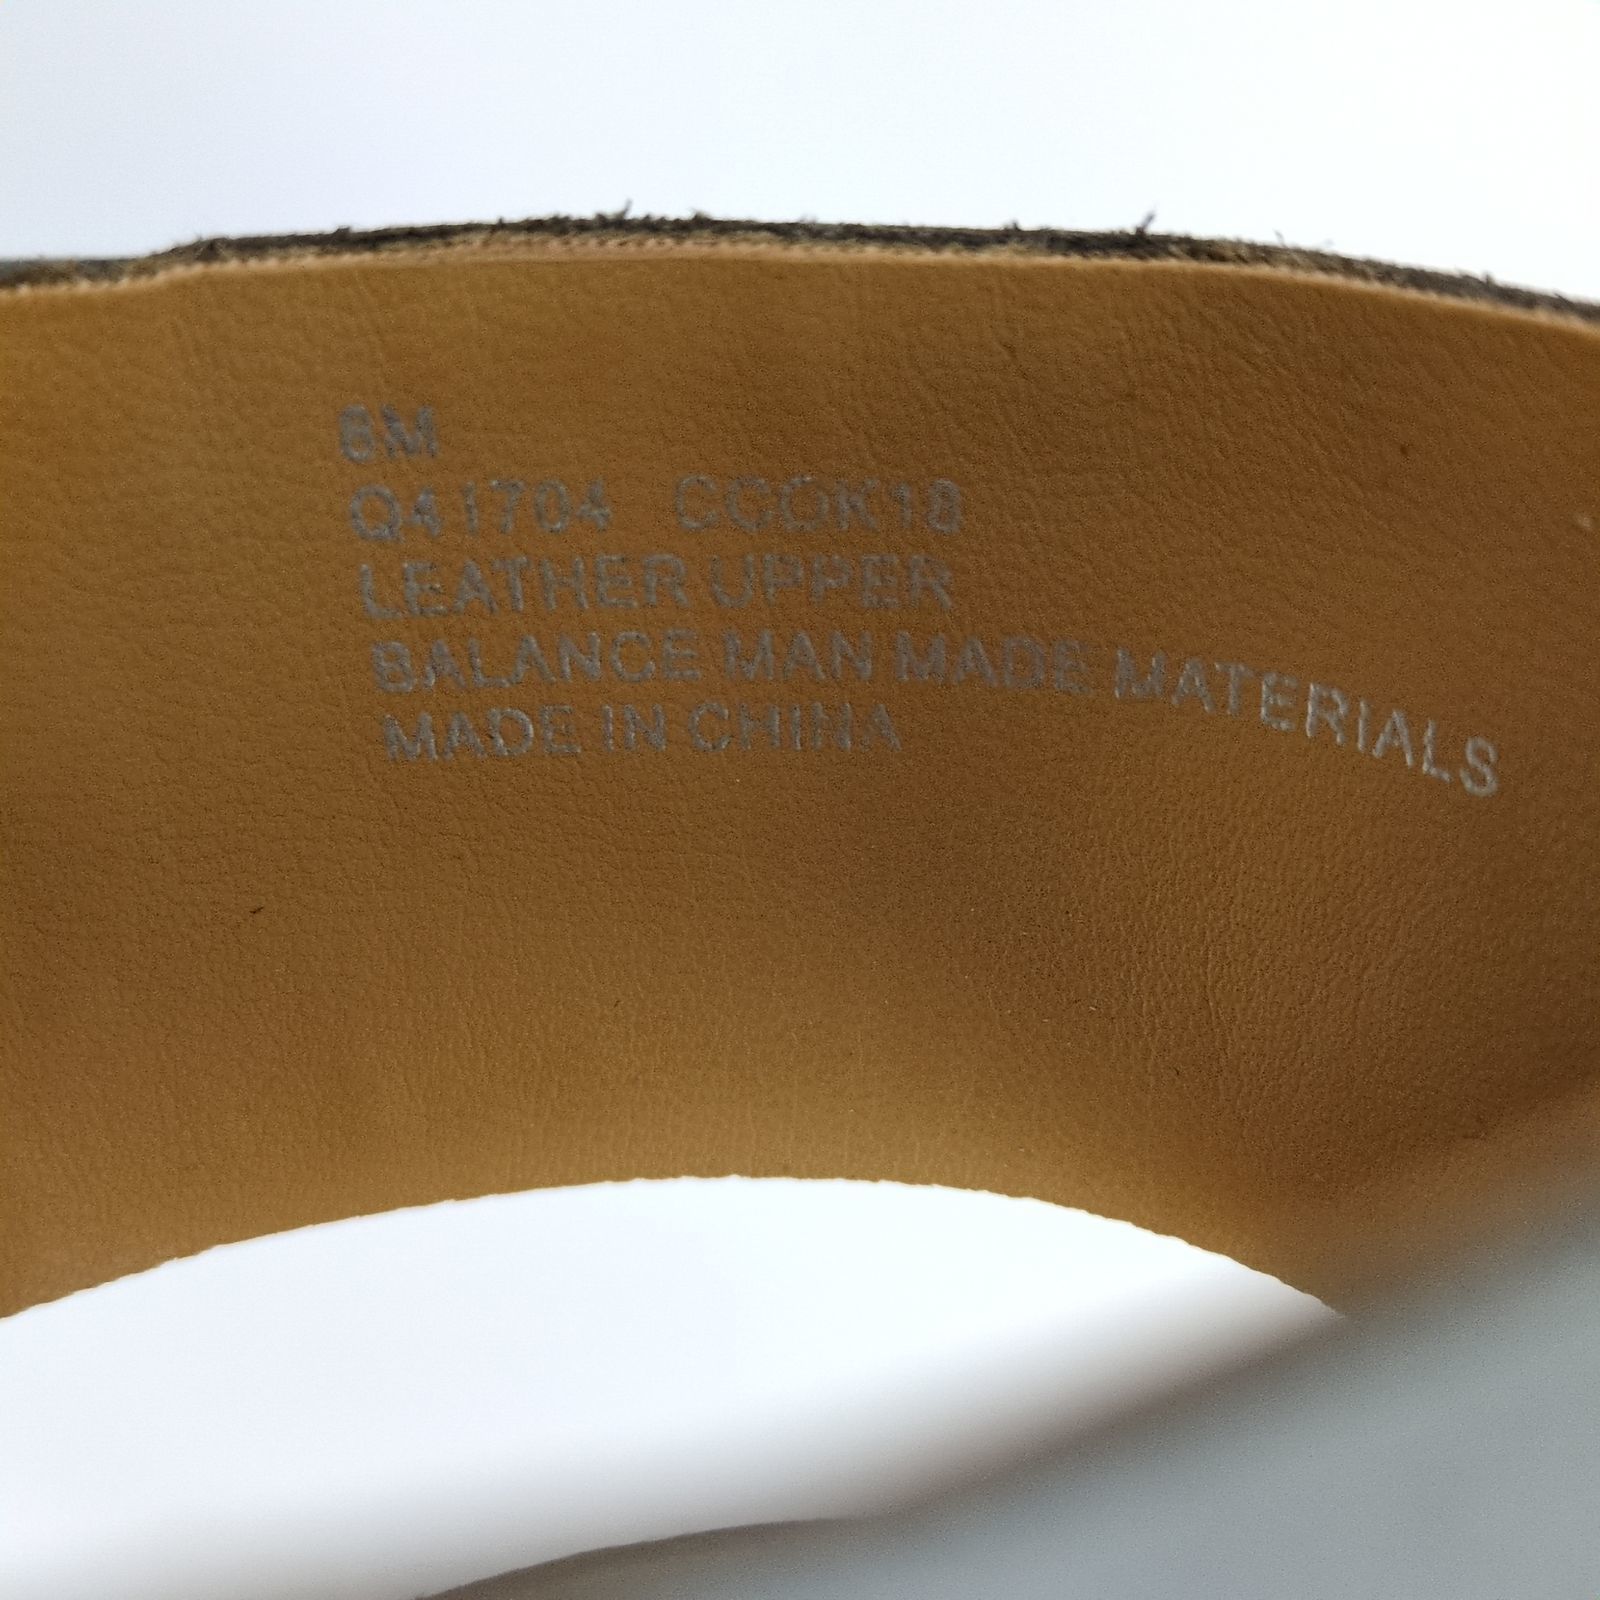 8M
Q41704 CCOK18
LEATHER UPPER
BALANCE MAN MADE MATERIALS
MADE IN CHINA